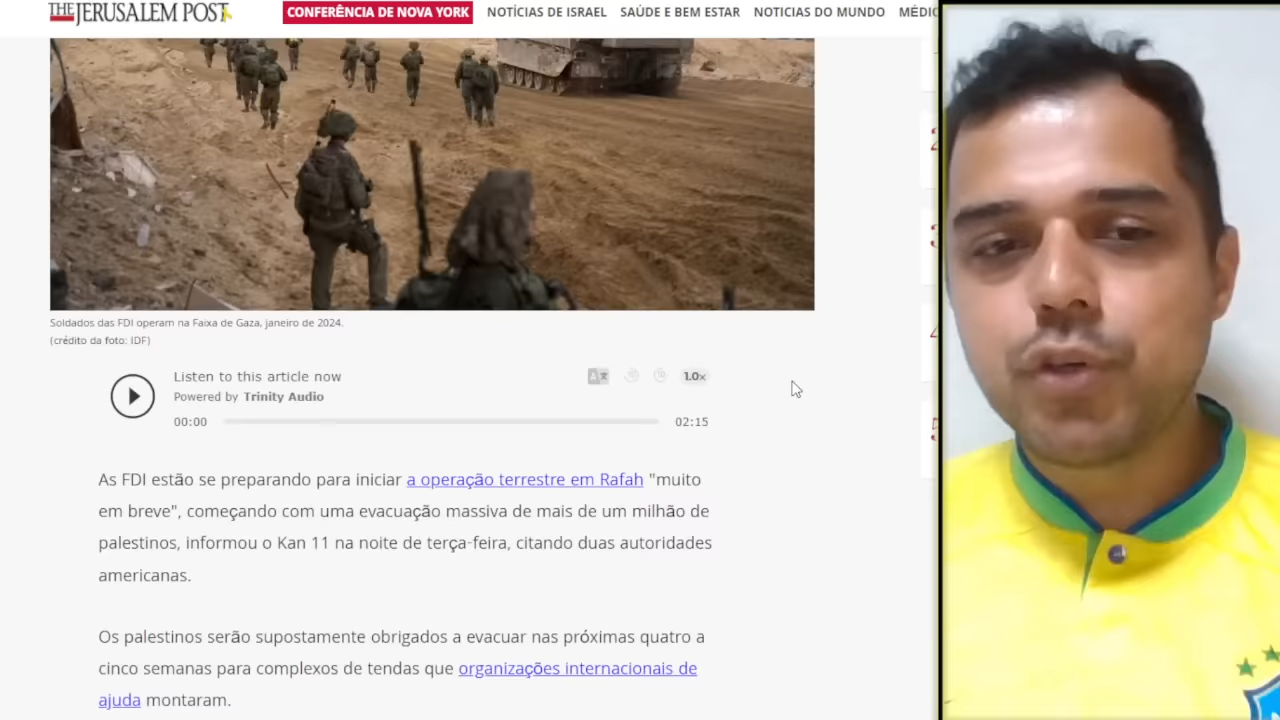 THE JERUSALEM POST
CONFERÊNCIA DE NOVA YORK NOTÍCIAS DE ISRAEL SAÚDE E BEM ESTAR NOTICIAS DO MUNDO
Soldados das FDI operam na Faixa de Gaza, janeiro de 2024.
(crédito da foto: IDF)
Listen to this article now
1.0x
Powered by Trinity Audio
00:00 02:15
As FDI estão se preparando para iniciar a operação terrestre em Rafah "muito
em breve", começando com uma evacuação massiva de mais de um milhão de
palestinos, informou o Kan 11 na noite de terça-feira, citando duas autoridades
americanas.
Os palestinos serão supostamente obrigados a evacuar nas próximas quatro a
cinco semanas para complexos de tendas que organizações internacionais de
ajuda montaram.